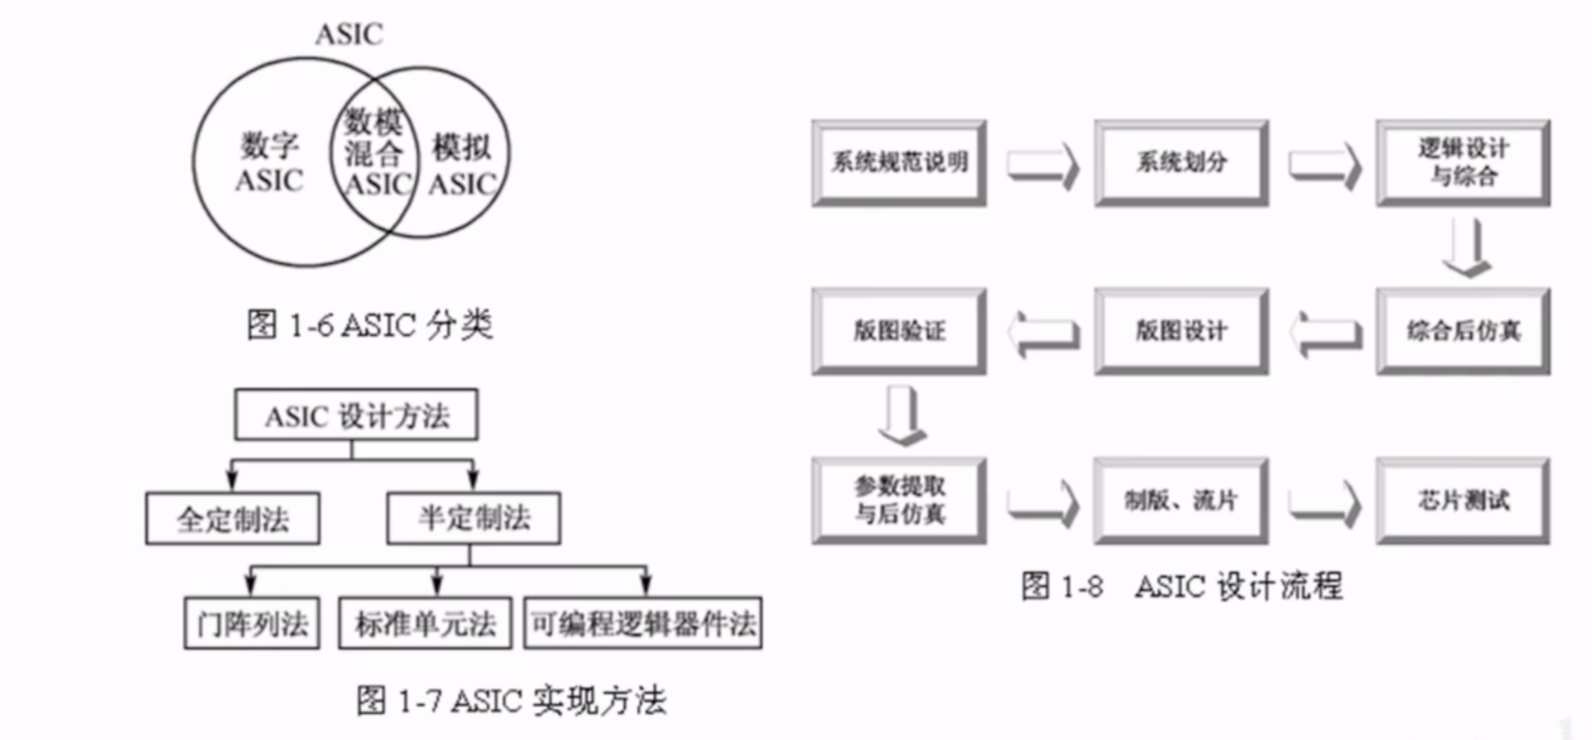 ASIC
数字
ASIC
数模
混合
ASIC
模拟
ASIC
图 1-6 ASIC 分类
ASIC 设计方法
全定制法
半定制法
门阵列法
标准单元法
可编程逻辑器件法
图 1-7 ASIC 实现方法
系统规范说明
系统划分
逻辑设计
与综合
版图验证
版图设计
综合后仿真
参数提取
与后仿真
制版、流片
芯片测试
图 1-8 ASIC 设计流程